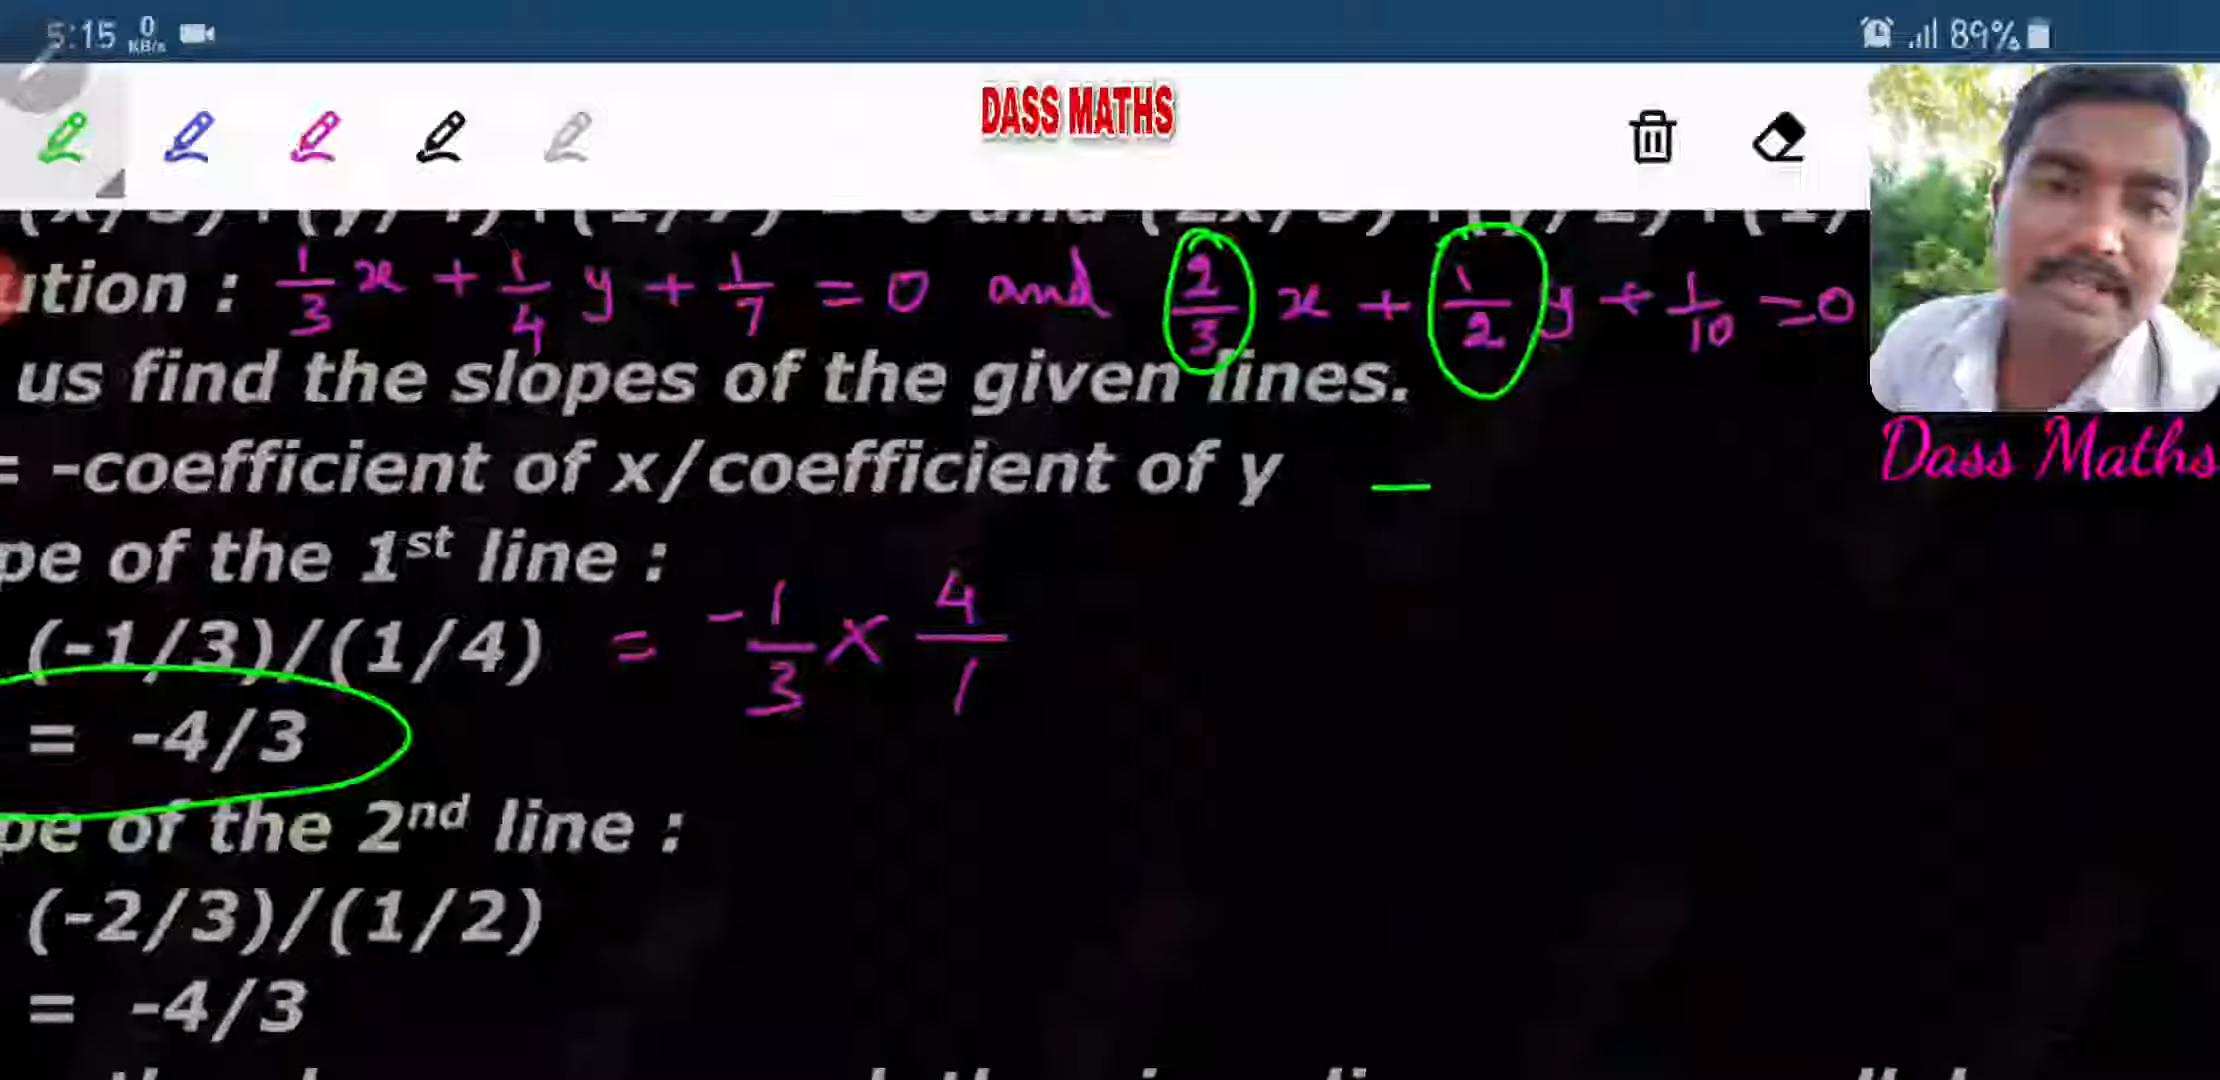 5:15 0 KB/s 89%
DASS MATHS
ution : 1/3 x + 1/4 y + 1/7 = 0 and 2/3 x + 1/2 y + 1/10 = 0
us find the slopes of the given lines.
= -coefficient of x/coefficient of y
Dass Maths
pe of the 1st line :
(-1/3)/(1/4) = -1/3 × 4/1
= -4/3
pe of the 2nd line :
(-2/3)/(1/2)
= -4/3